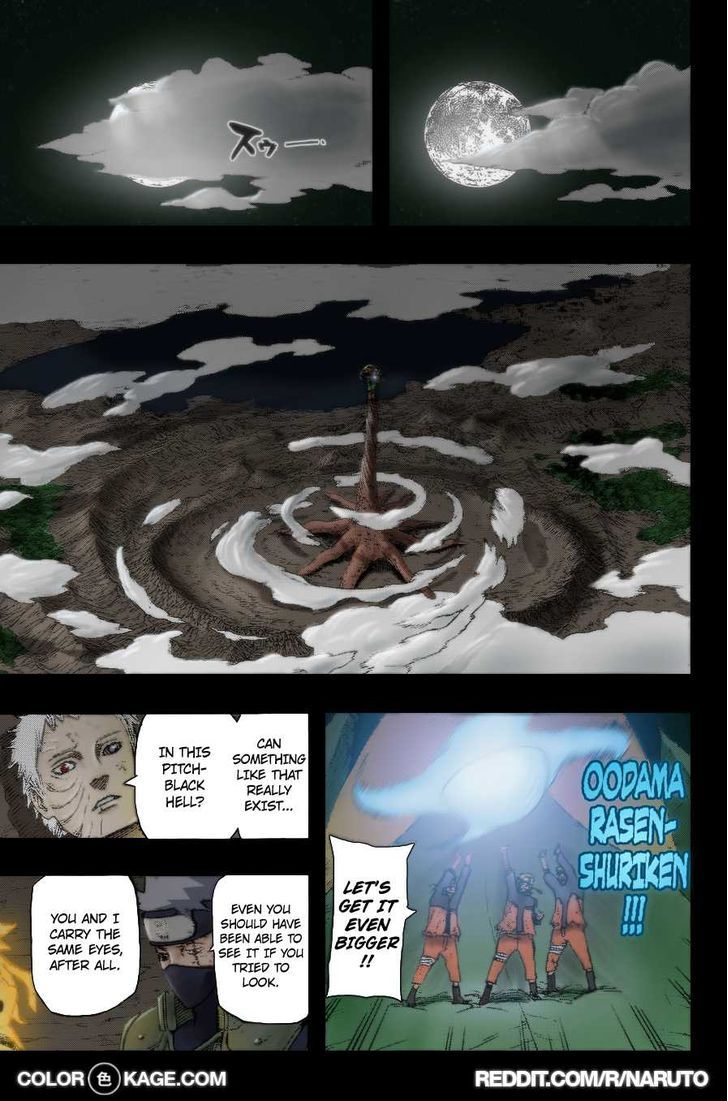 ズゥー
OODAMA
RASEN-
SHURIKEN
!!!
LET'S
GET IT
EVEN
BIGGER
!!
CAN
SOMETHING
LIKE THAT
REALLY
EXIST...
IN THIS
PITCH-
BLACK
HELL?
EVEN YOU
SHOULD HAVE
BEEN ABLE TO
SEE IT IF YOU
TRIED TO
LOOK.
YOU AND I
CARRY THE
SAME EYES,
AFTER ALL.
COLOR 色 KAGE.COM
REDDIT.COM/R/NARUTO